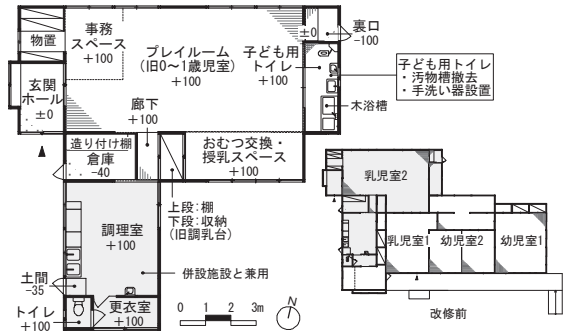 物置
事務
スペース
+100
プレイルーム
(旧0～1歳児室)
+100
子ども用
トイレ
+100
±0
裏口
-100
玄関
ホール
±0
廊下
+100
子ども用トイレ
・汚物槽撤去
・手洗い器設置
木浴槽
造り付け棚
倉庫
-40
おむつ交換・
授乳スペース
+100
上段:棚
下段:収納
(旧調乳台)
調理室
+100
併設施設と兼用
土間
-35
トイレ
+100
更衣室
+100
0 1 2 3m
N
乳児室2
乳児室1
幼児室2
幼児室1
改修前